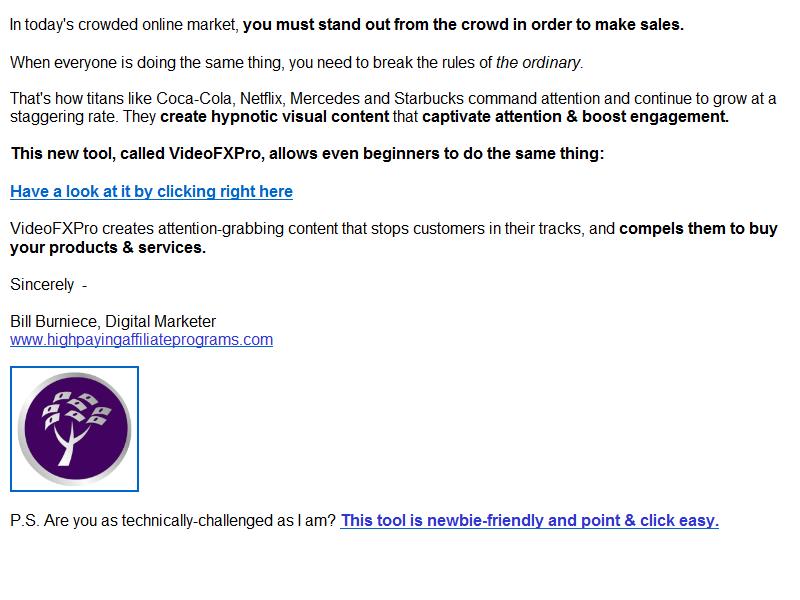 In today's crowded online market, you must stand out from the crowd in order to make sales.
When everyone is doing the same thing, you need to break the rules of the ordinary.
That's how titans like Coca-Cola, Netflix, Mercedes and Starbucks command attention and continue to grow at a
staggering rate. They create hypnotic visual content that captivate attention & boost engagement.
This new tool, called VideoFXPro, allows even beginners to do the same thing:
Have a look at it by clicking right here
VideoFXPro creates attention-grabbing content that stops customers in their tracks, and compels them to buy
your products & services.
Sincerely -
Bill Burniece, Digital Marketer
www.highpayingaffiliateprograms.com
P.S. Are you as technically-challenged as I am? This tool is newbie-friendly and point & click easy.